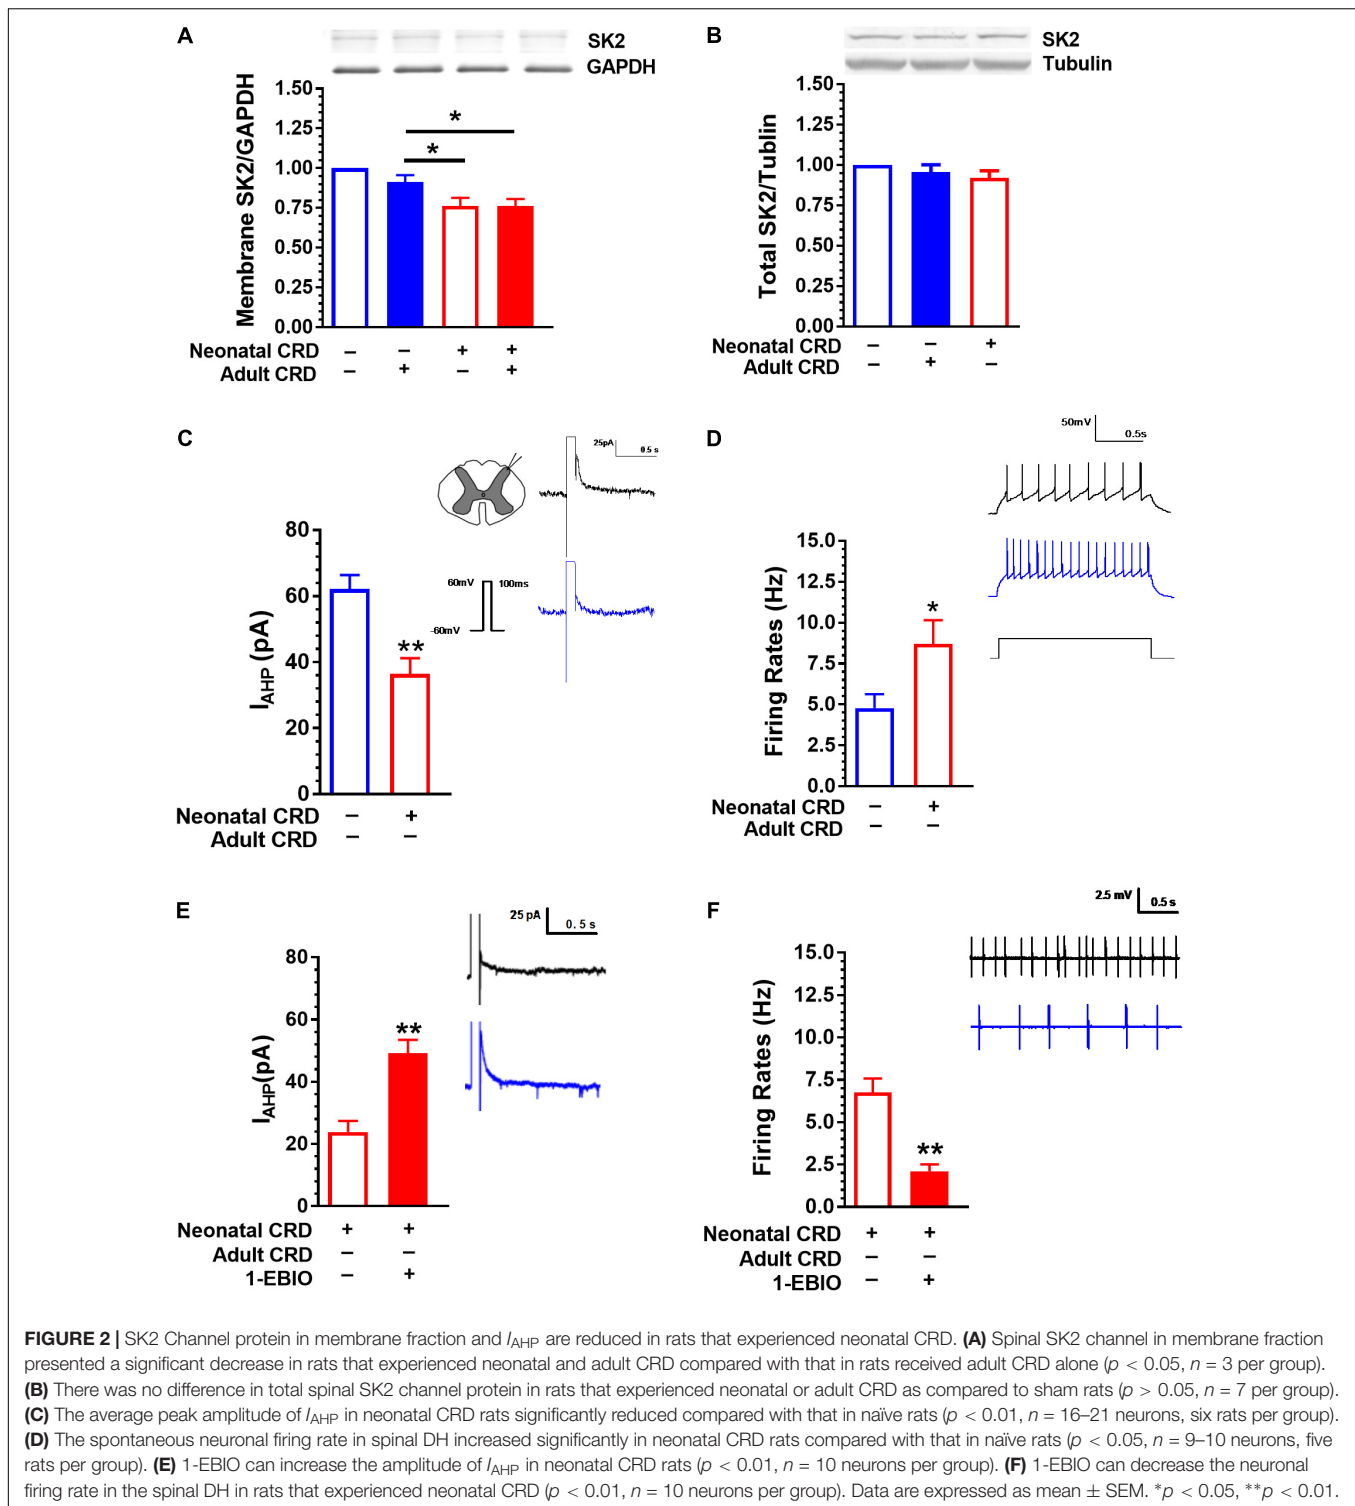 A
SK2
GAPDH
Membrane SK2/GAPDH
1.50
1.25
1.00
0.75
0.50
0.25
0.00
*
*
Neonatal CRD – – + +
Adult CRD – + – +
B
SK2
Tubulin
Total SK2/Tublin
1.50
1.25
1.00
0.75
0.50
0.25
0.00
Neonatal CRD – – +
Adult CRD – + –
C
25pA
0.5 s
60mV 100ms
-60mV
I_AHP (pA)
80
60
40
20
0
**
Neonatal CRD – +
Adult CRD – –
D
50mV
0.5s
Firing Rates (Hz)
15.0
12.5
10.0
7.5
5.0
2.5
0.0
*
Neonatal CRD – +
Adult CRD – –
E
25 pA
0.5 s
I_AHP(pA)
80
60
40
20
0
**
Neonatal CRD + +
Adult CRD – –
1-EBIO – +
F
2.5 mV
0.5 s
Firing Rates (Hz)
15.0
12.5
10.0
7.5
5.0
2.5
0.0
**
Neonatal CRD + +
Adult CRD – –
1-EBIO – +
FIGURE 2 | SK2 Channel protein in membrane fraction and I_AHP are reduced in rats that experienced neonatal CRD. (A) Spinal SK2 channel in membrane fraction
presented a significant decrease in rats that experienced neonatal and adult CRD compared with that in rats received adult CRD alone (p < 0.05, n = 3 per group).
(B) There was no difference in total spinal SK2 channel protein in rats that experienced neonatal or adult CRD as compared to sham rats (p > 0.05, n = 7 per group).
(C) The average peak amplitude of I_AHP in neonatal CRD rats significantly reduced compared with that in naïve rats (p < 0.01, n = 16–21 neurons, six rats per group).
(D) The spontaneous neuronal firing rate in spinal DH increased significantly in neonatal CRD rats compared with that in naïve rats (p < 0.05, n = 9–10 neurons, five
rats per group). (E) 1-EBIO can increase the amplitude of I_AHP in neonatal CRD rats (p < 0.01, n = 10 neurons per group). (F) 1-EBIO can decrease the neuronal
firing rate in the spinal DH in rats that experienced neonatal CRD (p < 0.01, n = 10 neurons per group). Data are expressed as mean ± SEM. *p < 0.05, **p < 0.01.